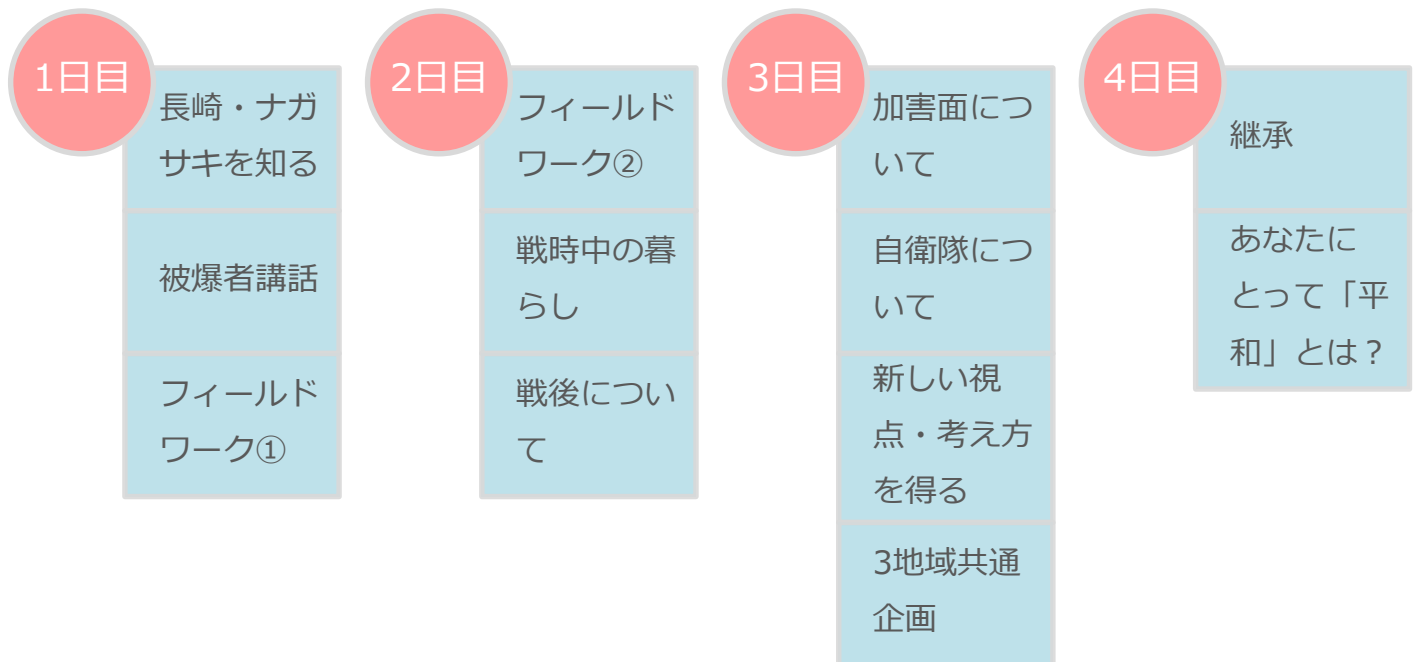 1日目
長崎・ナガ
サキを知る
被爆者講話
フィールド
ワーク①
2日目
フィールド
ワーク②
戦時中の暮
らし
戦後につい
て
3日目
加害面につ
いて
自衛隊につ
いて
新しい視
点・考え方
を得る
3地域共通
企画
4日目
継承
あなたに
とって「平
和」とは？